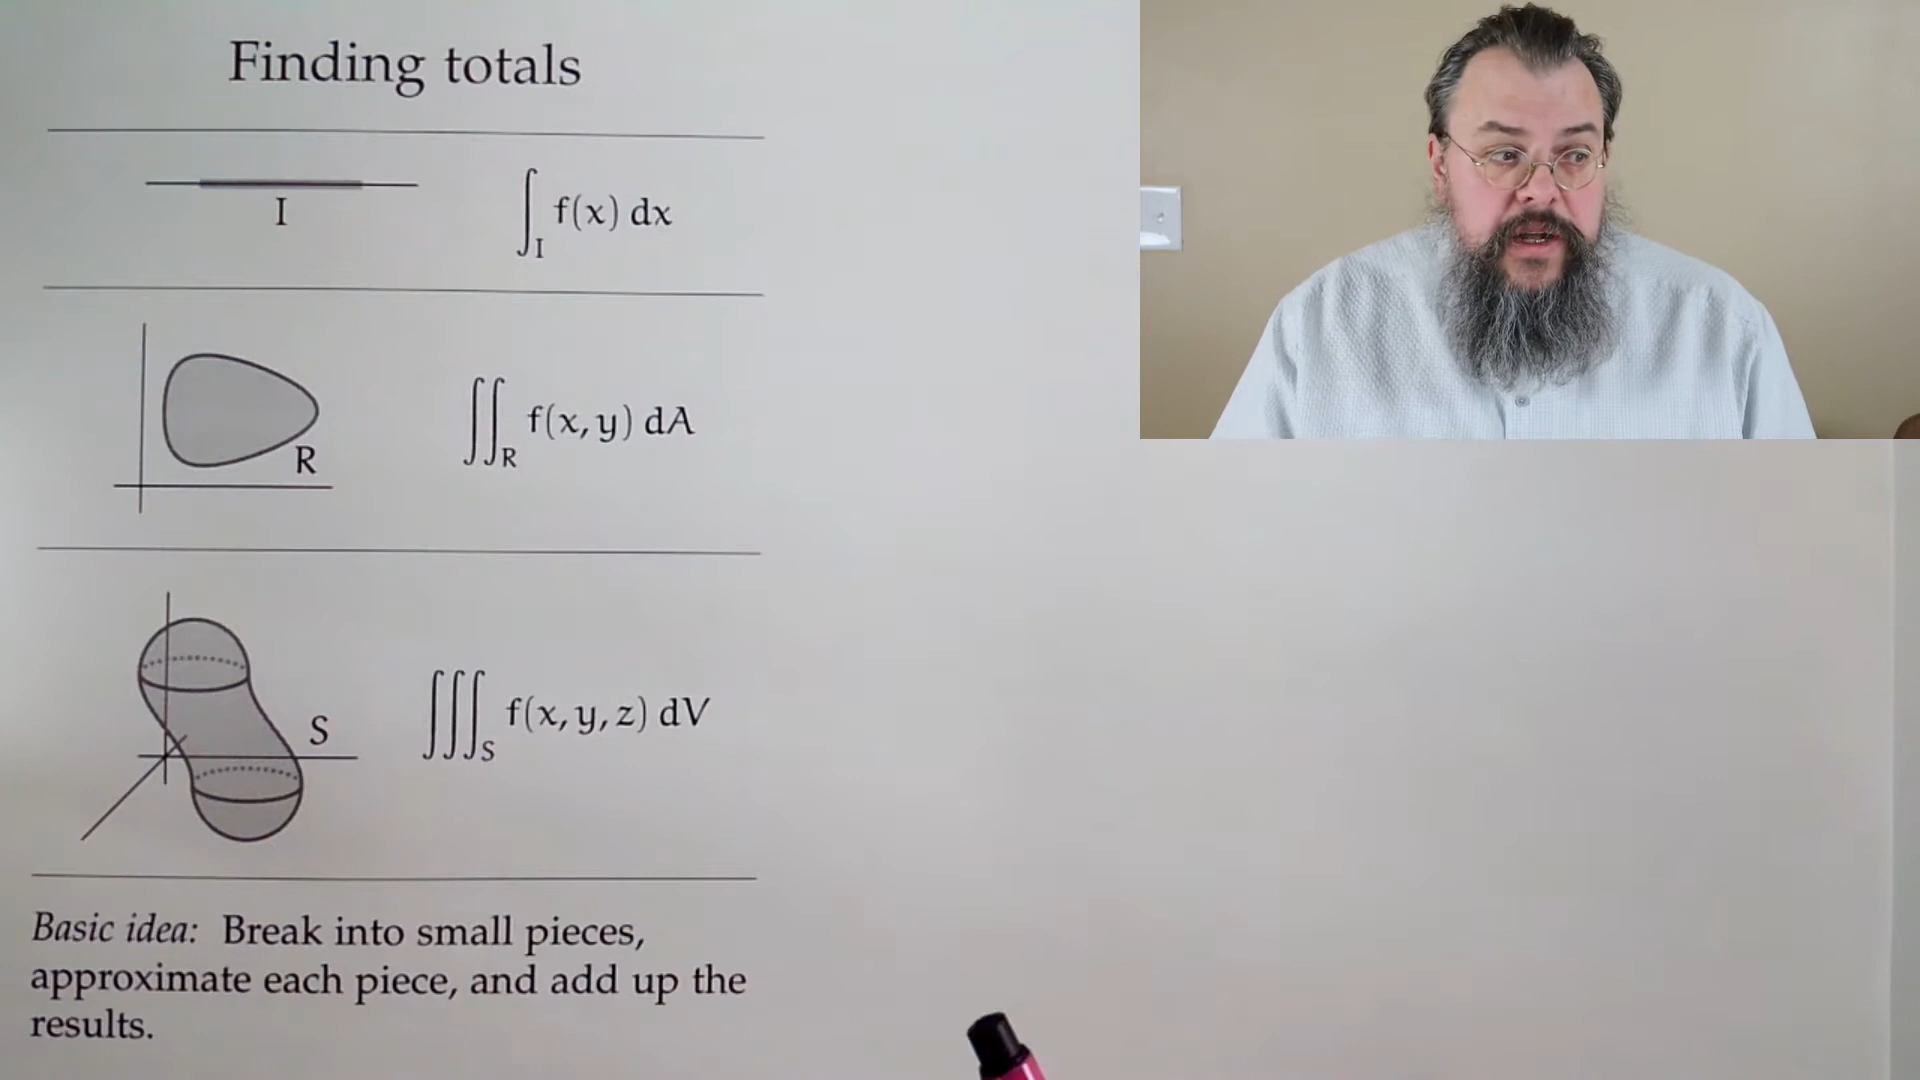 Finding totals
I
∫_I f(x) dx
R
∬_R f(x, y) dA
S
∭_S f(x, y, z) dV
Basic idea: Break into small pieces,
approximate each piece, and add up the
results.